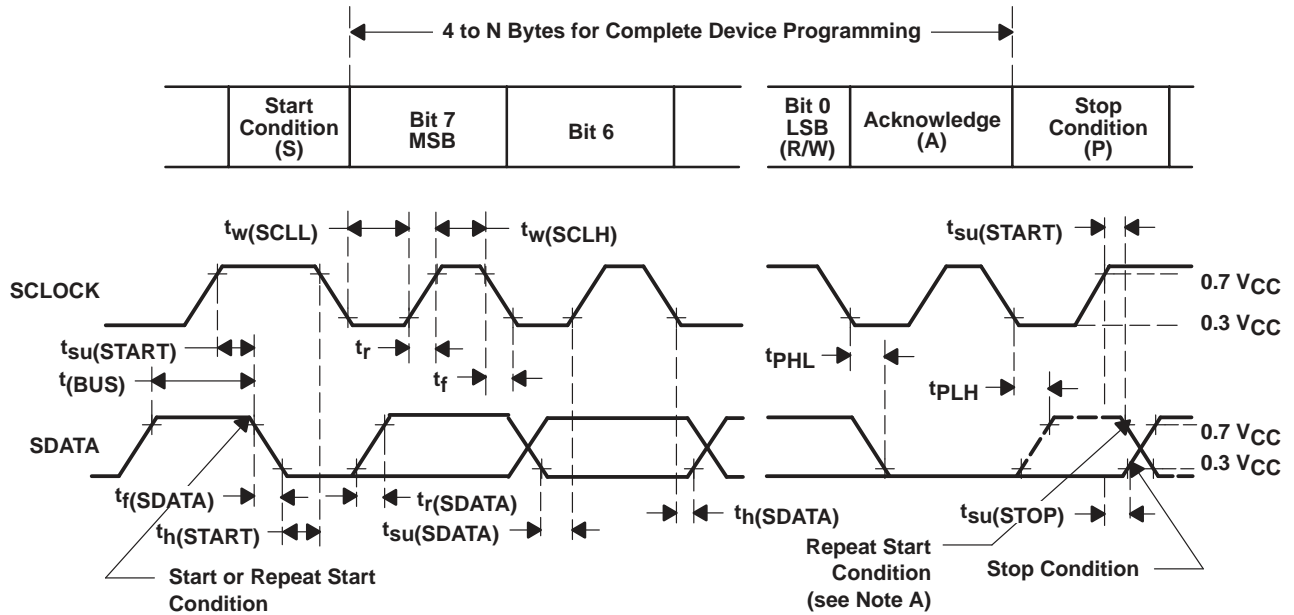 4 to N Bytes for Complete Device Programming
Start
Condition
(S)
Bit 7
MSB
Bit 6
Bit 0
LSB
(R/W)
Acknowledge
(A)
Stop
Condition
(P)
tw(SCLL)
tw(SCLH)
tsu(START)
SCLOCK
0.7 VCC
0.3 VCC
tsu(START)
tr
tPHL
t(BUS)
tf
tPLH
SDATA
0.7 VCC
0.3 VCC
tf(SDATA)
tr(SDATA)
th(START)
tsu(SDATA)
th(SDATA)
tsu(STOP)
Start or Repeat Start
Condition
Repeat Start
Condition
(see Note A)
Stop Condition